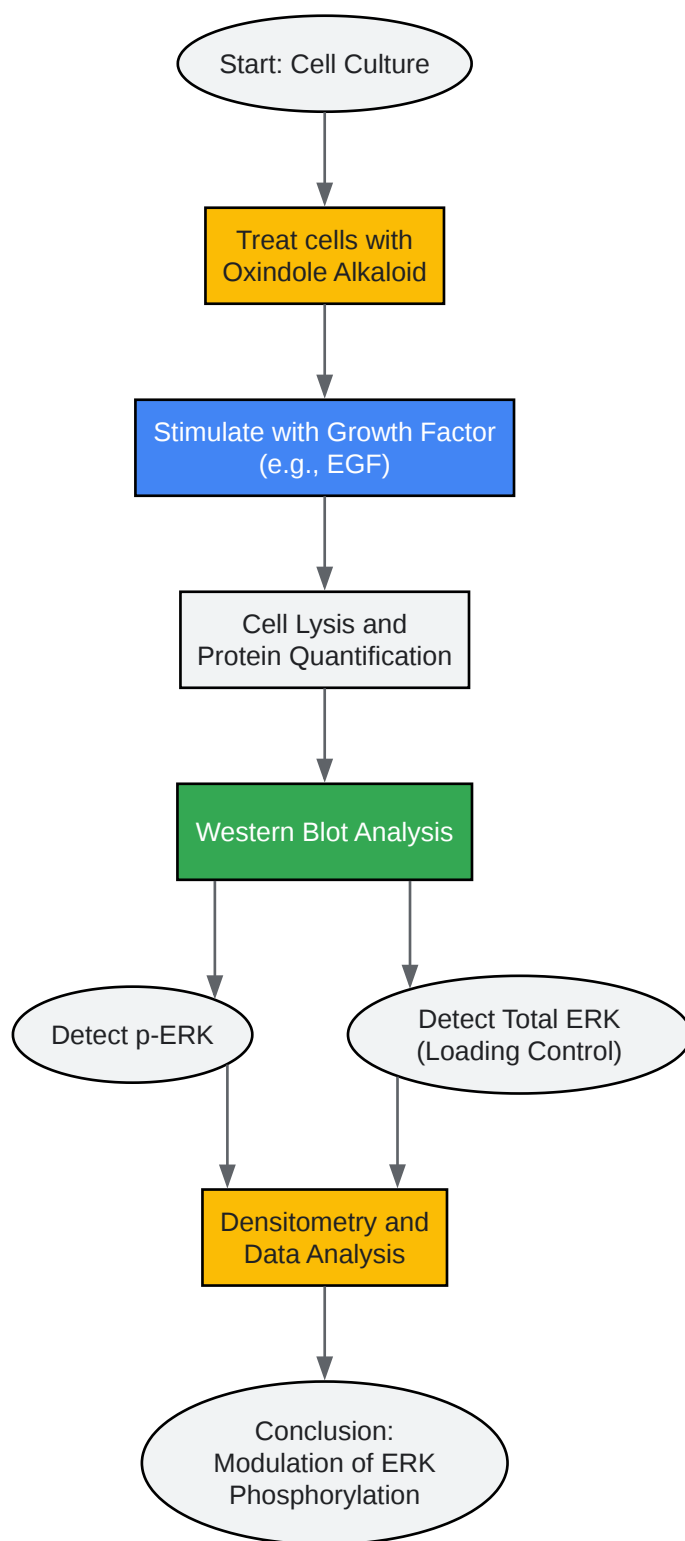 Start: Cell Culture
Treat cells with
Oxindole Alkaloid
Stimulate with Growth Factor
(e.g., EGF)
Cell Lysis and
Protein Quantification
Western Blot Analysis
Detect p-ERK
Detect Total ERK
(Loading Control)
Densitometry and
Data Analysis
Conclusion:
Modulation of ERK
Phosphorylation